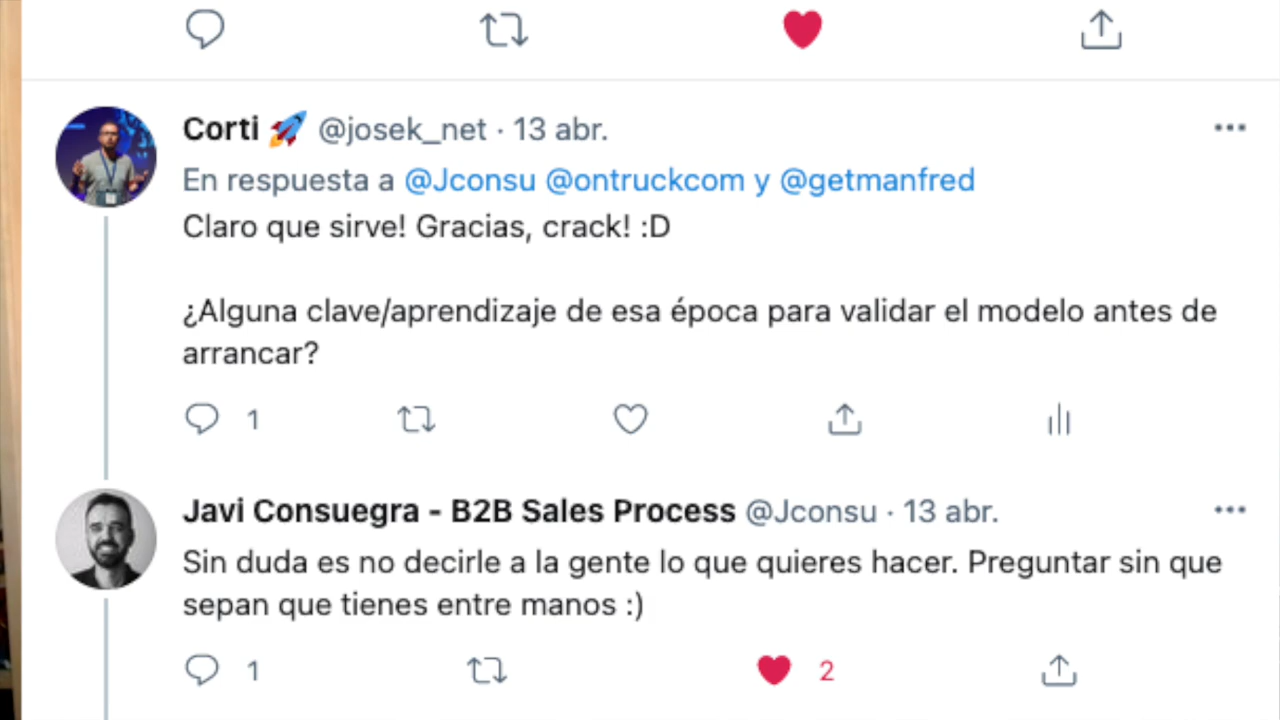 Corti 🚀 @josek_net · 13 abr.
En respuesta a @Jconsu @ontruckcom y @getmanfred
Claro que sirve! Gracias, crack! :D
¿Alguna clave/aprendizaje de esa época para validar el modelo antes de
arrancar?
1
Javi Consuegra - B2B Sales Process @Jconsu · 13 abr.
Sin duda es no decirle a la gente lo que quieres hacer. Preguntar sin que
sepan que tienes entre manos :)
1 2